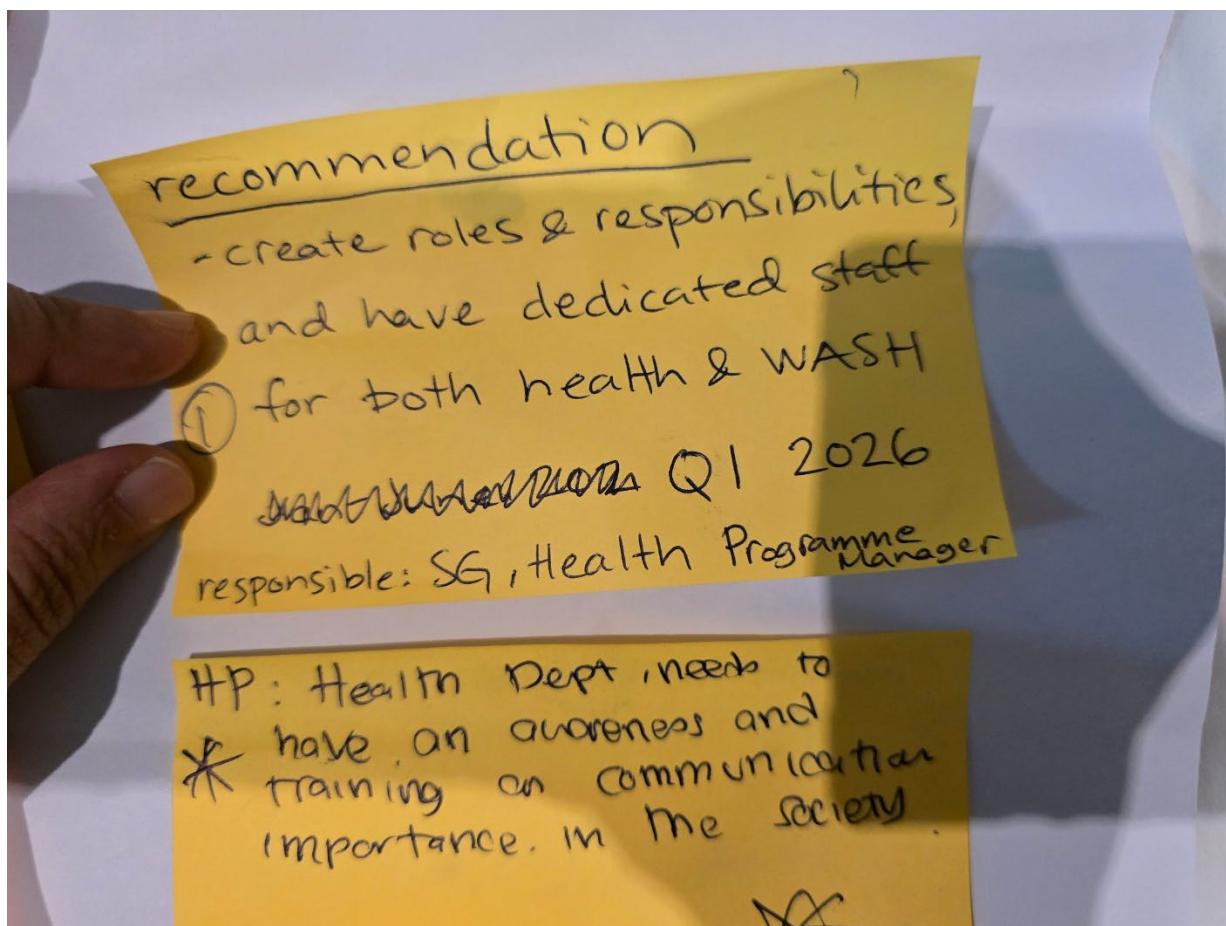 recommendation
- create roles & responsibilities,
and have dedicated staff
① for both health & WASH
Q1 2026
responsible: SG, Health Programme Manager
HP: Health Dept, needs to
* have an awareness and
training on communication
importance. in the society.